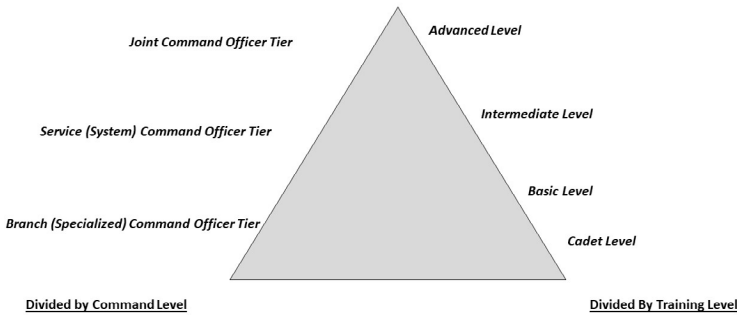 Joint Command Officer Tier
Advanced Level
Service (System) Command Officer Tier
Intermediate Level
Branch (Specialized) Command Officer Tier
Basic Level
Cadet Level
Divided by Command Level
Divided By Training Level